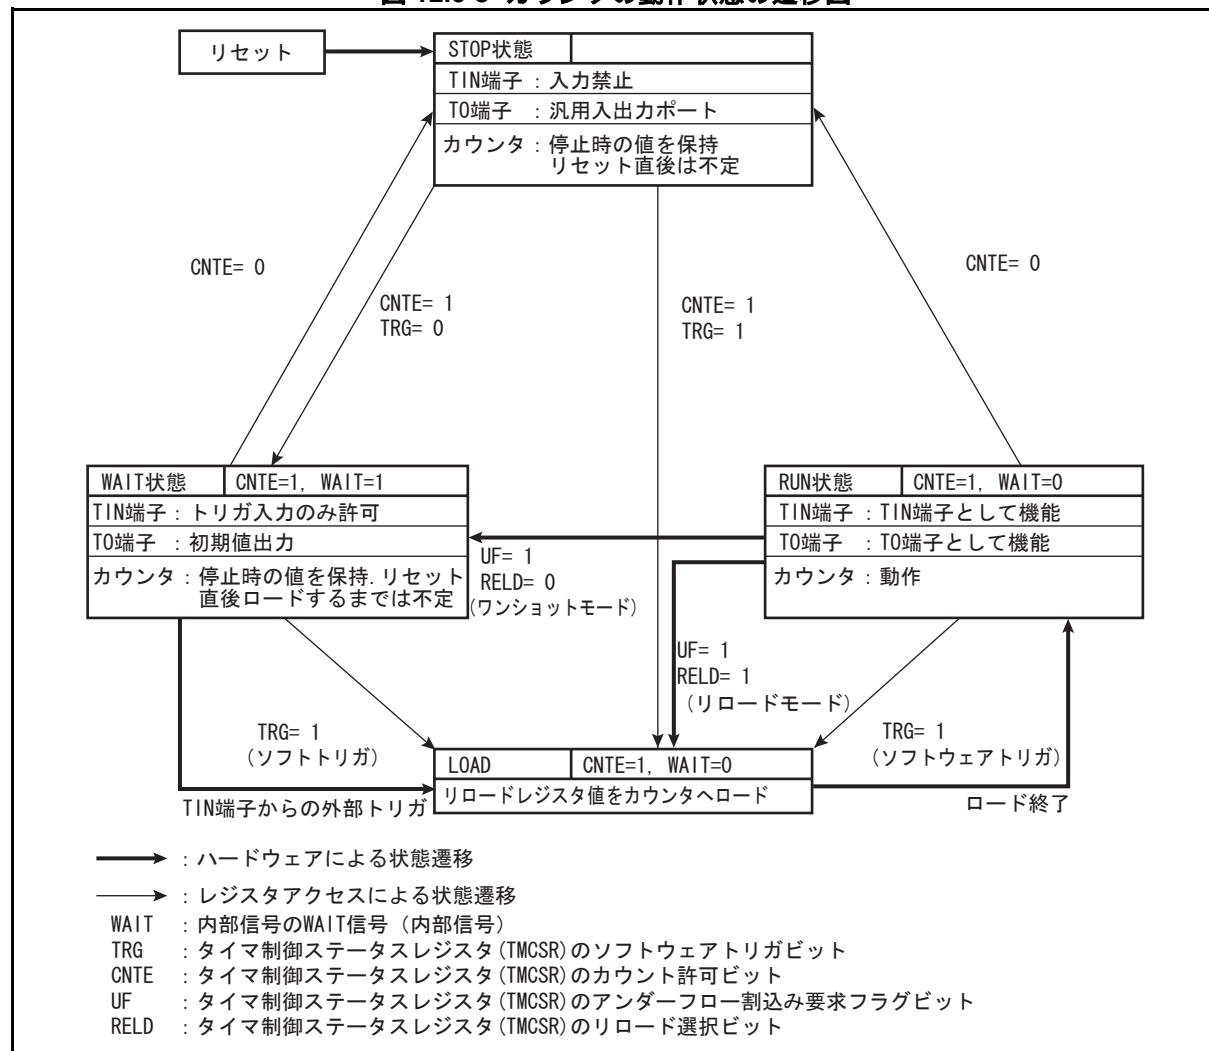 リセット
STOP状態
TIN端子 : 入力禁止
TO端子 : 汎用入出力ポート
カウンタ : 停止時の値を保持
リセット直後は不定
CNTE= 0
CNTE= 1
TRG= 0
CNTE= 1
TRG= 1
CNTE= 0
WAIT状態 CNTE=1, WAIT=1
TIN端子 : トリガ入力のみ許可
TO端子 : 初期値出力
カウンタ : 停止時の値を保持. リセット
直後ロードするまでは不定
RUN状態 CNTE=1, WAIT=0
TIN端子 : TIN端子として機能
TO端子 : TO端子として機能
カウンタ : 動作
UF= 1
RELD= 0
(ワンショットモード)
UF= 1
RELD= 1
(リロードモード)
TRG= 1
(ソフトトリガ)
TIN端子からの外部トリガ
LOAD CNTE=1, WAIT=0
リロードレジスタ値をカウンタへロード
TRG= 1
(ソフトウェアトリガ)
ロード終了
: ハードウェアによる状態遷移
: レジスタアクセスによる状態遷移
WAIT : 内部信号のWAIT信号 (内部信号)
TRG : タイマ制御ステータスレジスタ(TMCSR)のソフトウェアトリガビット
CNTE : タイマ制御ステータスレジスタ(TMCSR)のカウント許可ビット
UF : タイマ制御ステータスレジスタ(TMCSR)のアンダーフロー割込み要求フラグビット
RELD : タイマ制御ステータスレジスタ(TMCSR)のリロード選択ビット